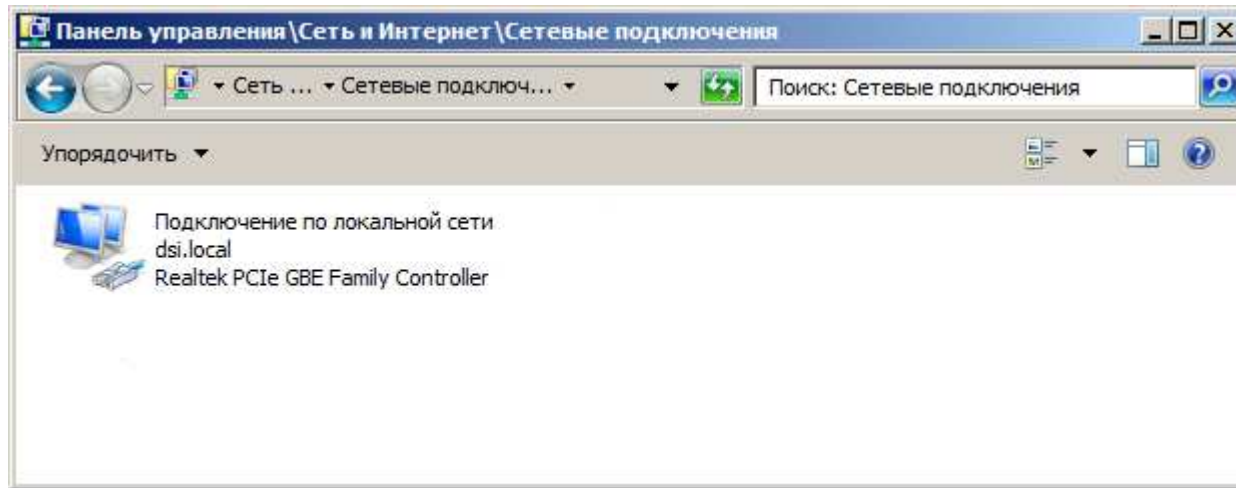 Панель управления\Сеть и Интернет\Сетевые подключения
Сеть ... Сетевые подключ... Поиск: Сетевые подключения
Упорядочить
Подключение по локальной сети
dsi.local
Realtek PCIe GBE Family Controller